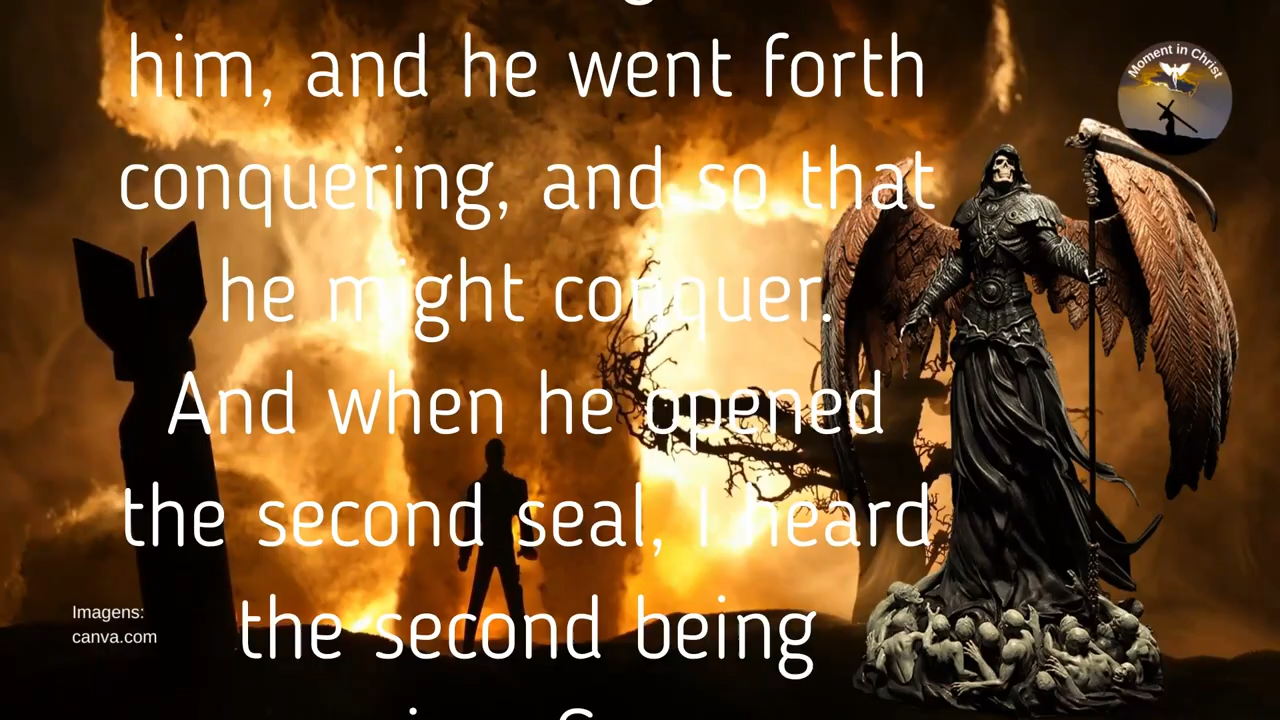 him, and he went forth
conquering, and so that
he might conquer.
And when he opened
the second seal, I heard
the second being
Moment in Christ
Imagens:
canva.com